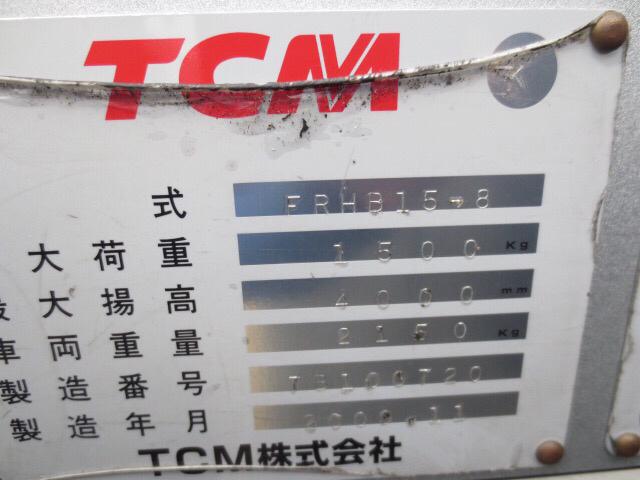 TCM
式 FRHB15-8
大荷重 1500 Kg
大揚高 4000 mm
車両重量 2150 Kg
製造番号
製造年月
TCM株式会社